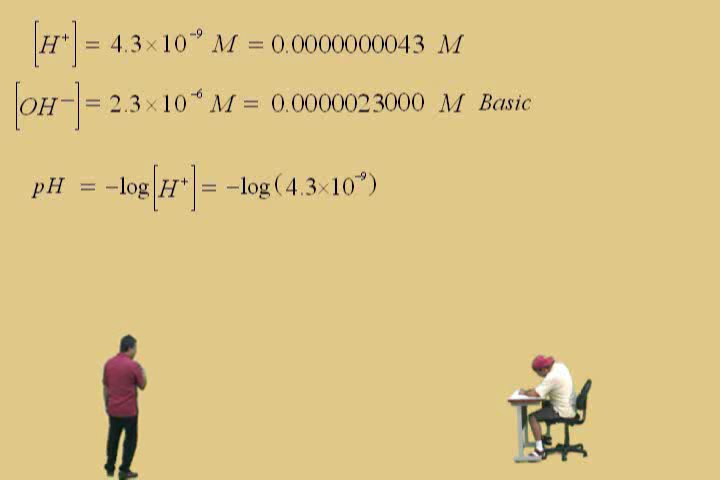 [H⁺] = 4.3×10⁻⁹ M = 0.0000000043 M
[OH⁻] = 2.3×10⁻⁶ M = 0.0000023000 M Basic
pH = −log[H⁺] = −log(4.3×10⁻⁹)